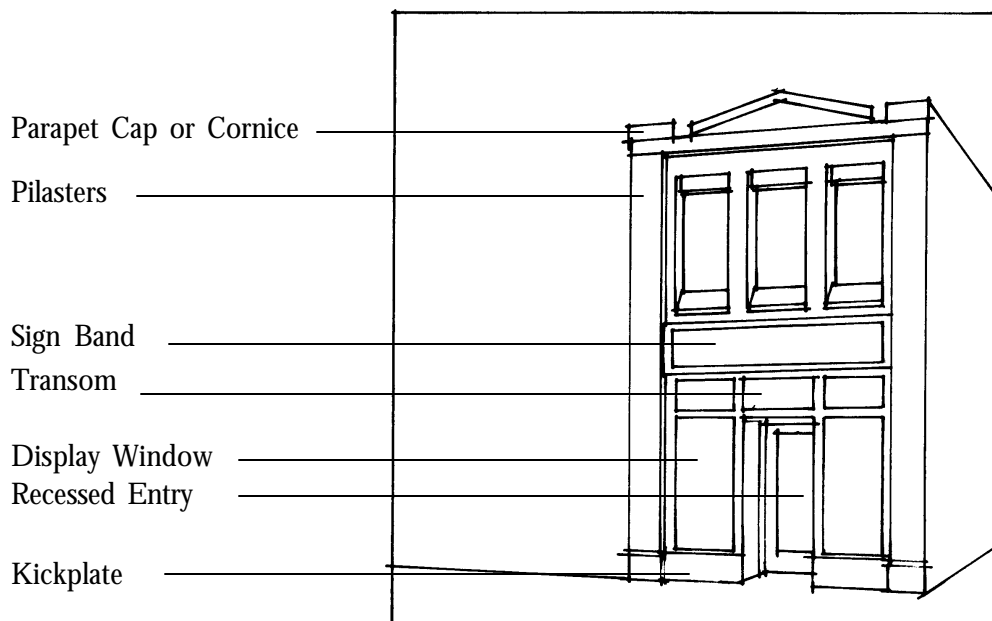 Parapet Cap or Cornice
Pilasters
Sign Band
Transom
Display Window
Recessed Entry
Kickplate